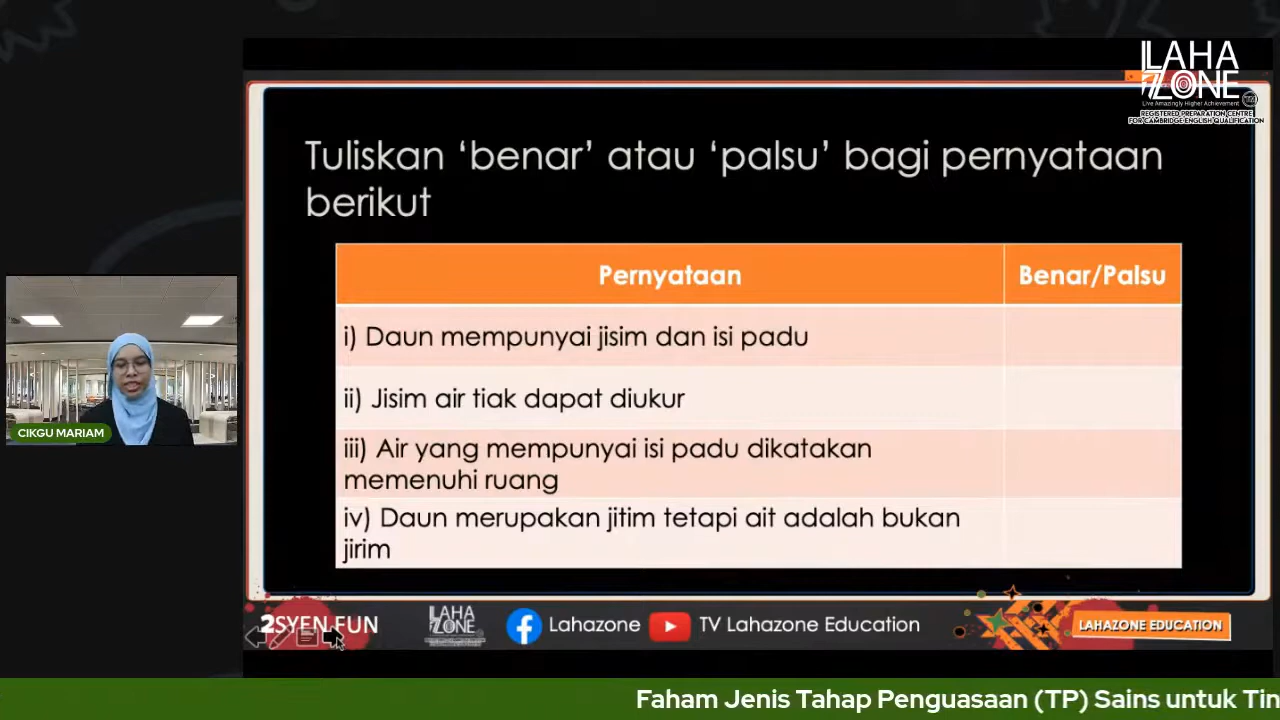 LAHA
ZONE
Live Amazingly Higher Achievement
REGISTERED PREPARATION CENTRE
FOR CAMBRIDGE ENGLISH QUALIFICATION
Tuliskan ‘benar’ atau ‘palsu’ bagi pernyataan
berikut
Pernyataan
Benar/Palsu
i) Daun mempunyai jisim dan isi padu
ii) Jisim air tiak dapat diukur
iii) Air yang mempunyai isi padu dikatakan
memenuhi ruang
iv) Daun merupakan jitim tetapi ait adalah bukan
jirim
CIKGU MARIAM
2SYEN FUN
LAHA
ZONE
Lahazone
TV Lahazone Education
LAHAZONE EDUCATION
Faham Jenis Tahap Penguasaan (TP) Sains untuk Tin